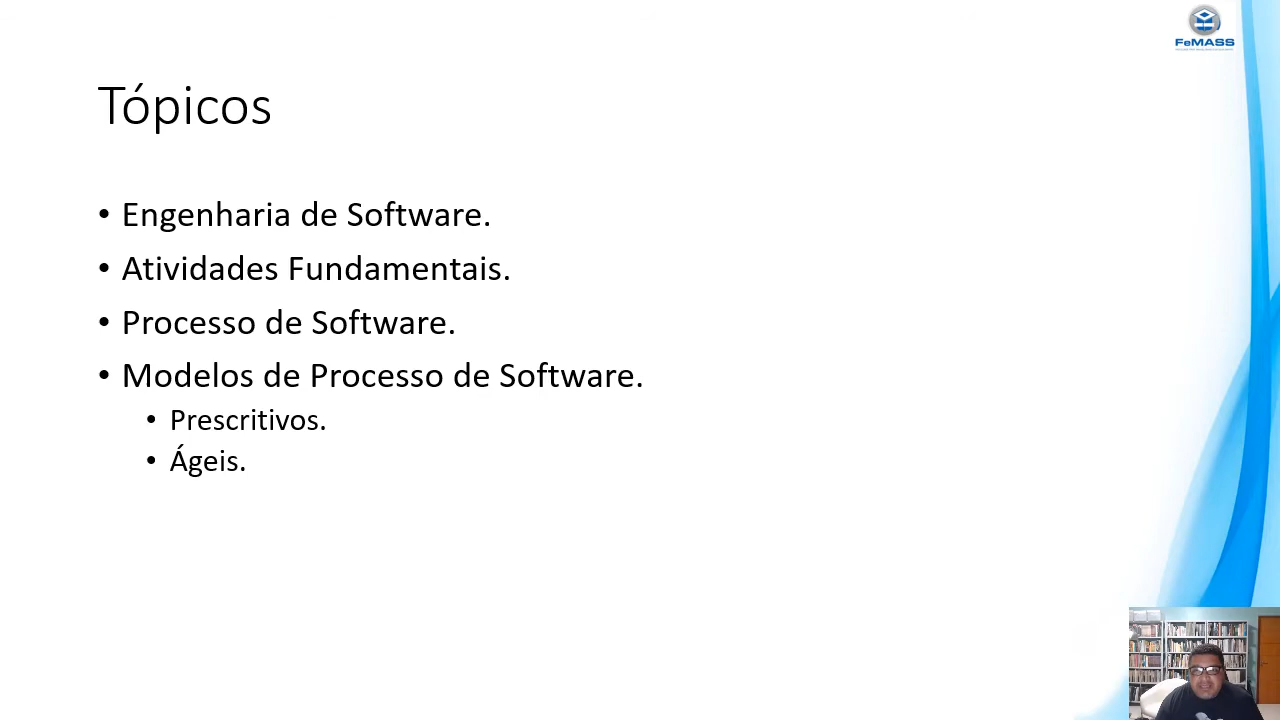 FeMASS
Tópicos
• Engenharia de Software.
• Atividades Fundamentais.
• Processo de Software.
• Modelos de Processo de Software.
• Prescritivos.
• Ágeis.